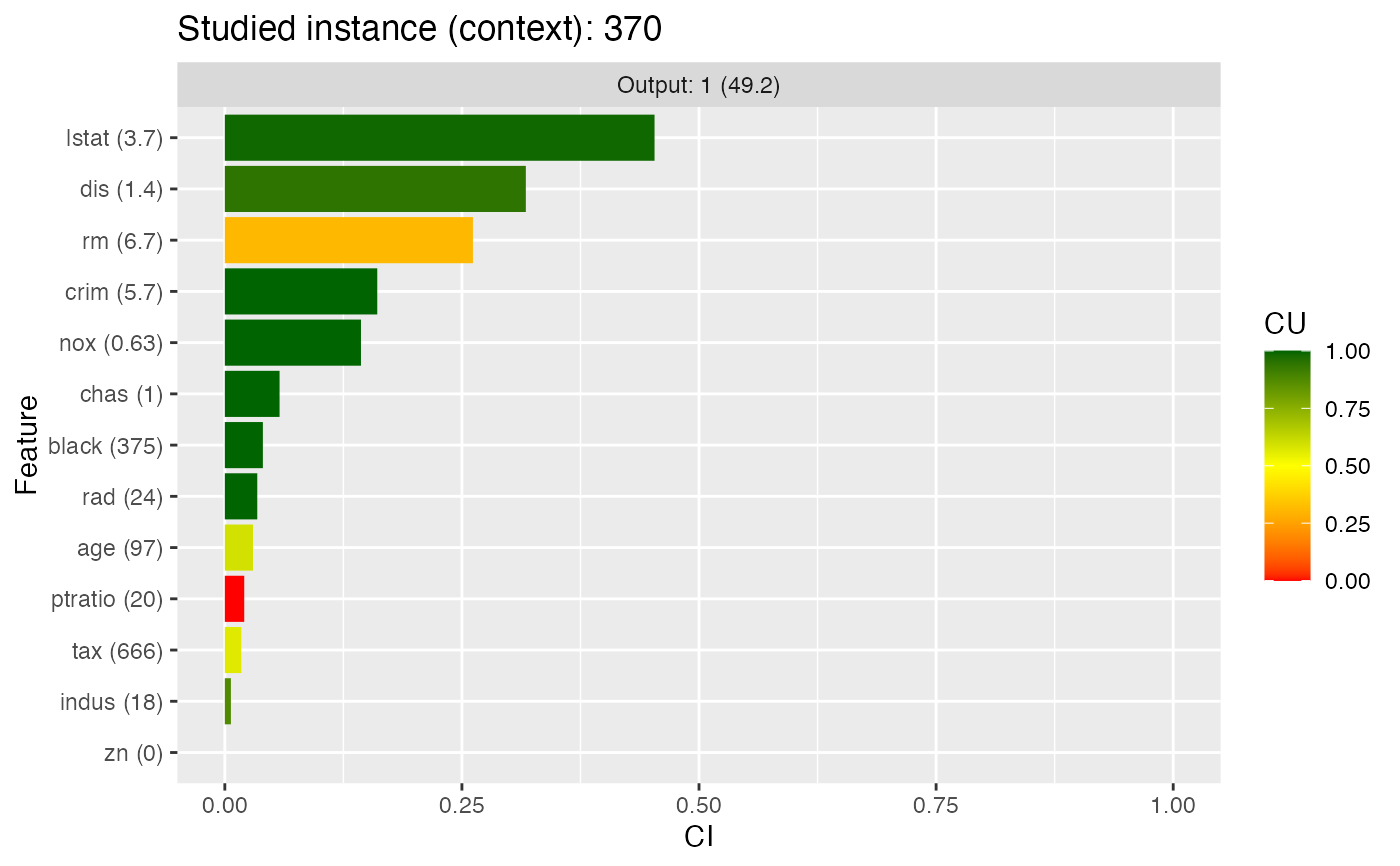 Studied instance (context): 370
Output: 1 (49.2)
Feature
lstat (3.7)
dis (1.4)
rm (6.7)
crim (5.7)
nox (0.63)
chas (1)
black (375)
rad (24)
age (97)
ptratio (20)
tax (666)
indus (18)
zn (0)
0.00 0.25 0.50 0.75 1.00
CI
CU
1.00
0.75
0.50
0.25
0.00